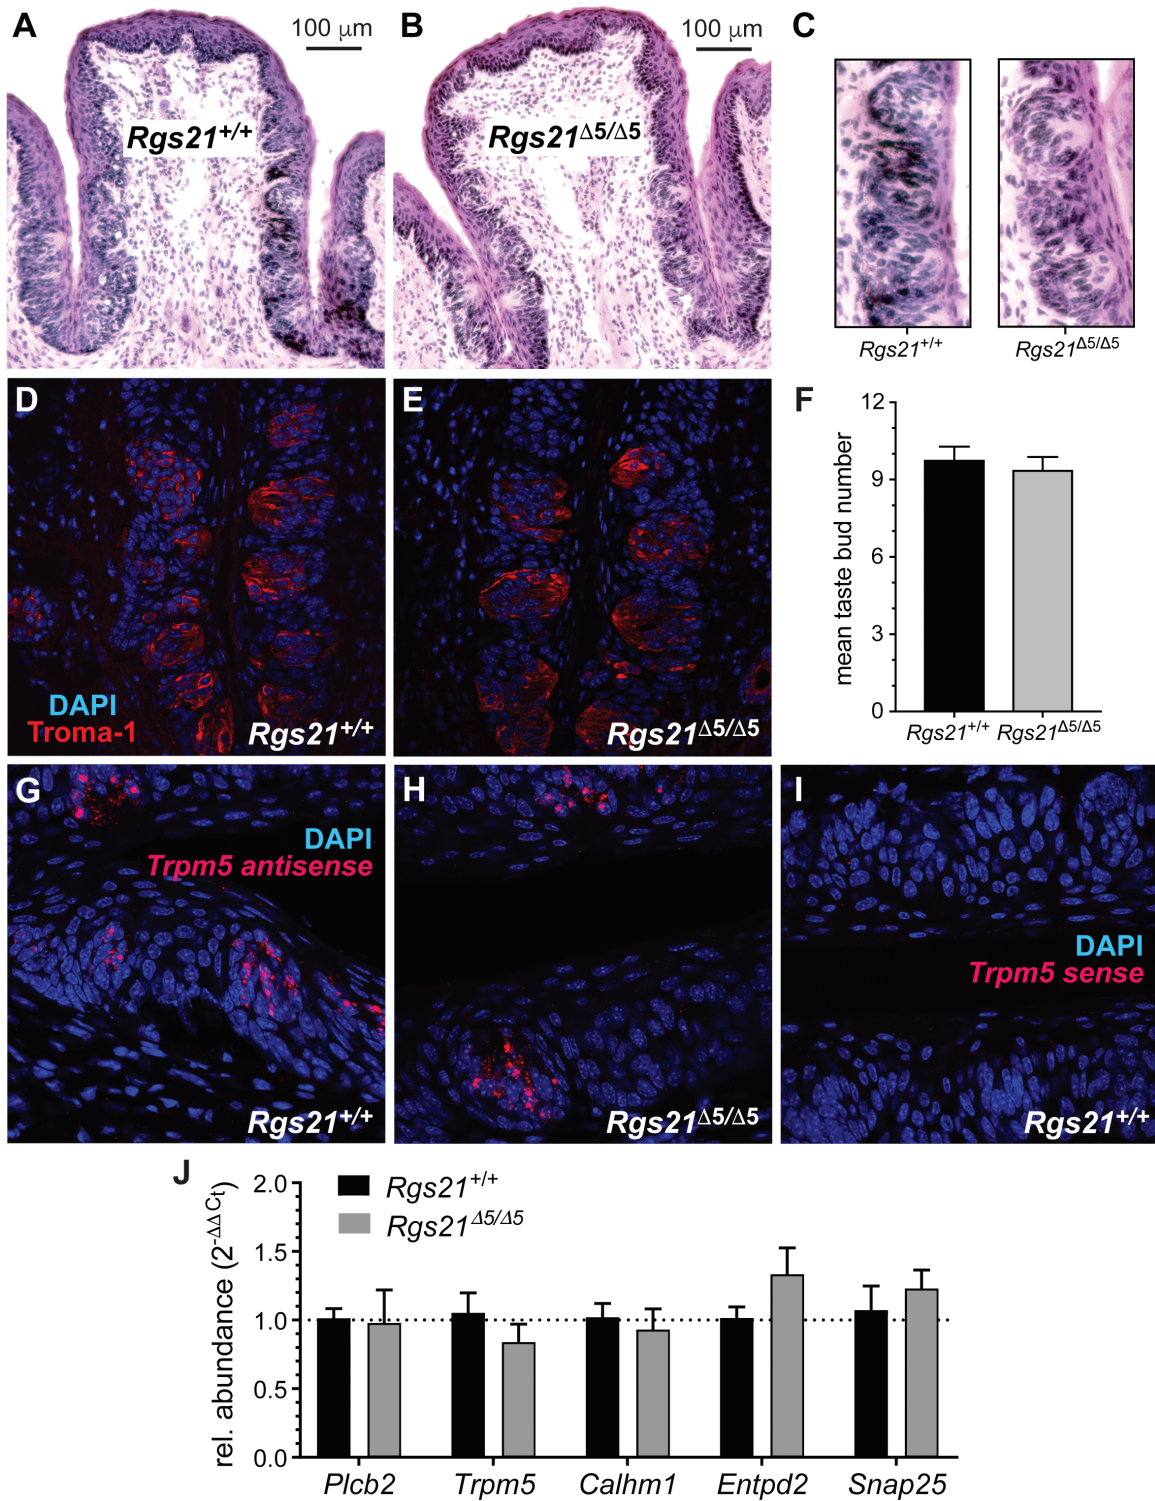 A
100 μm
Rgs21+/+
B
100 μm
Rgs21Δ5/Δ5
C
Rgs21+/+
Rgs21Δ5/Δ5
D
DAPI
Troma-1
Rgs21+/+
E
Rgs21Δ5/Δ5
F
mean taste bud number
12
9
6
3
0
Rgs21+/+
Rgs21Δ5/Δ5
G
DAPI
Trpm5 antisense
Rgs21+/+
H
Rgs21Δ5/Δ5
I
DAPI
Trpm5 sense
Rgs21+/+
J
rel. abundance (2-ΔΔCt)
2.0
1.5
1.0
0.5
0.0
Rgs21+/+
Rgs21Δ5/Δ5
Plcb2
Trpm5
Calhm1
Entpd2
Snap25